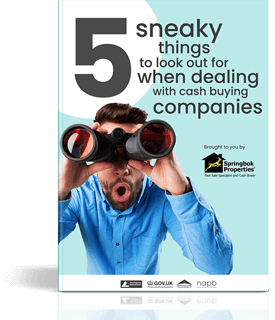 5 sneaky
things
to look out for
when dealing
with cash buying
companies
Brought to you by
Springbok
Properties
Fast Sale Specialist and Cash Buyer
GOV.UK
napb